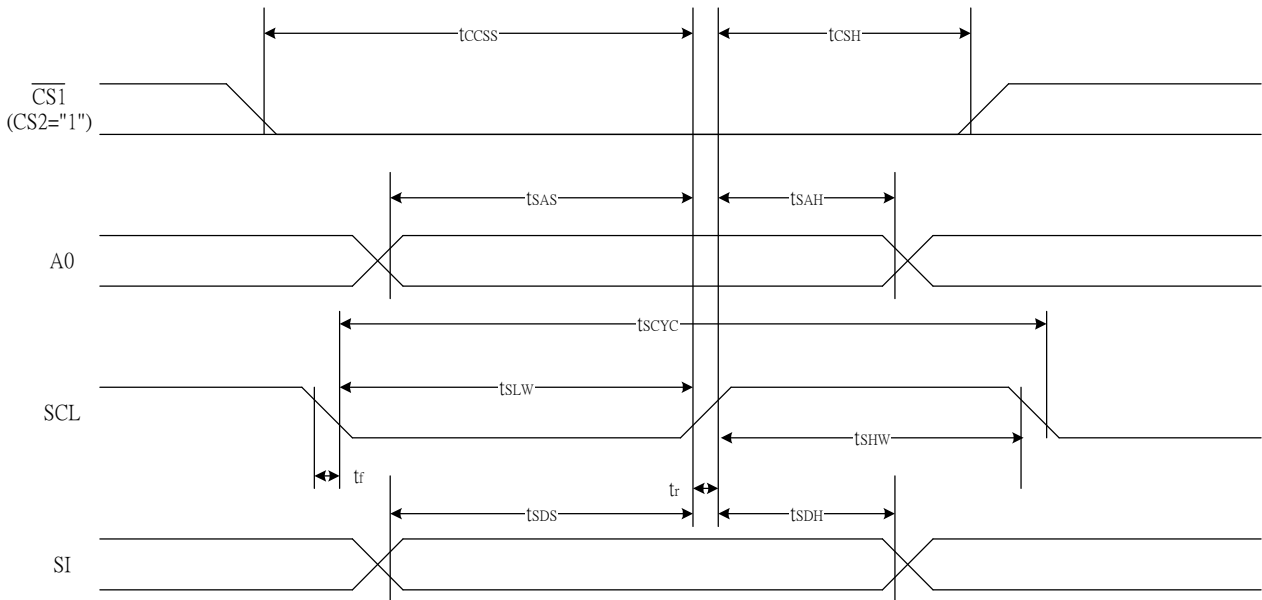 tCCSS
tCSH
CS1
(CS2="1")
tSAS
tSAH
A0
tSCYC
tSLW
SCL
tSHW
tf
tr
tSDS
tSDH
SI